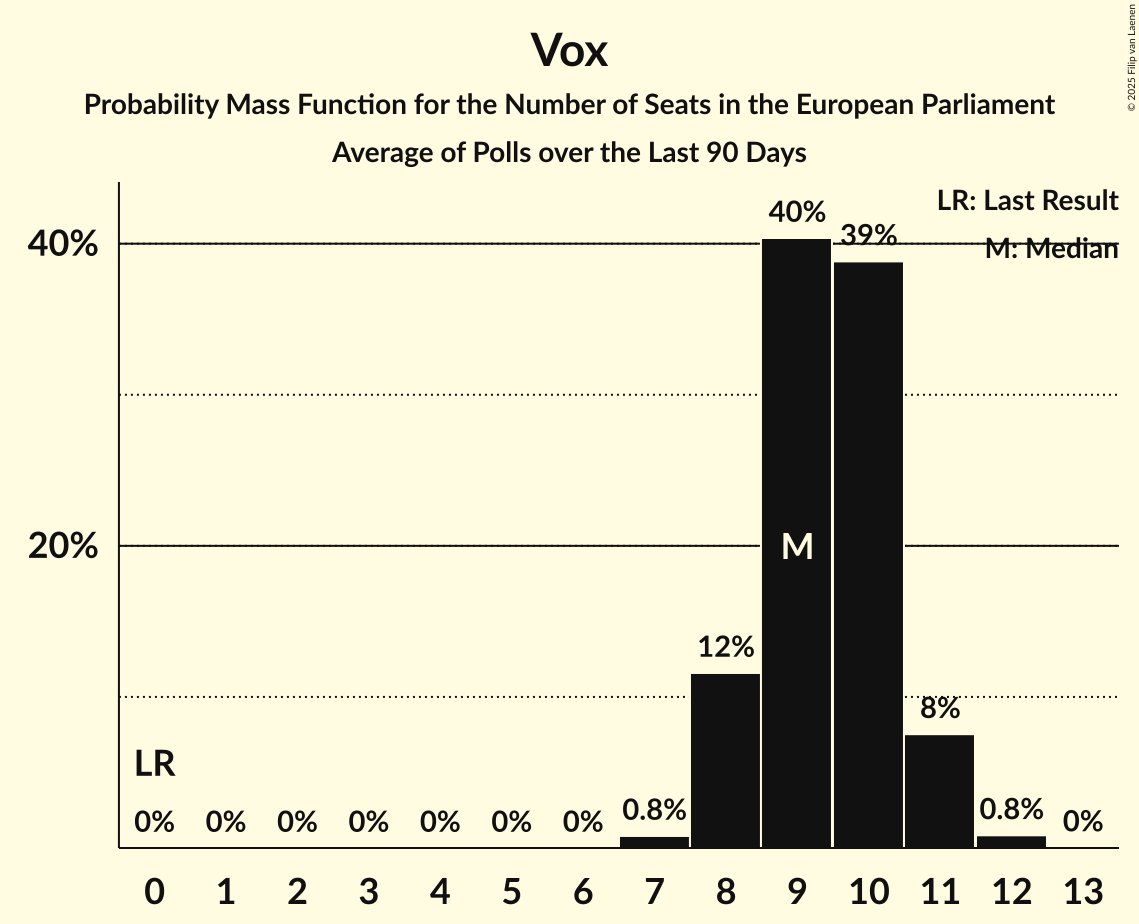 Vox
Probability Mass Function for the Number of Seats in the European Parliament
Average of Polls over the Last 90 Days
© 2025 Filip van Laenen
LR: Last Result
M: Median
40%
20%
40%
39%
M
12%
8%
LR
0% 0% 0% 0% 0% 0% 0% 0.8% 0.8% 0%
0 1 2 3 4 5 6 7 8 9 10 11 12 13